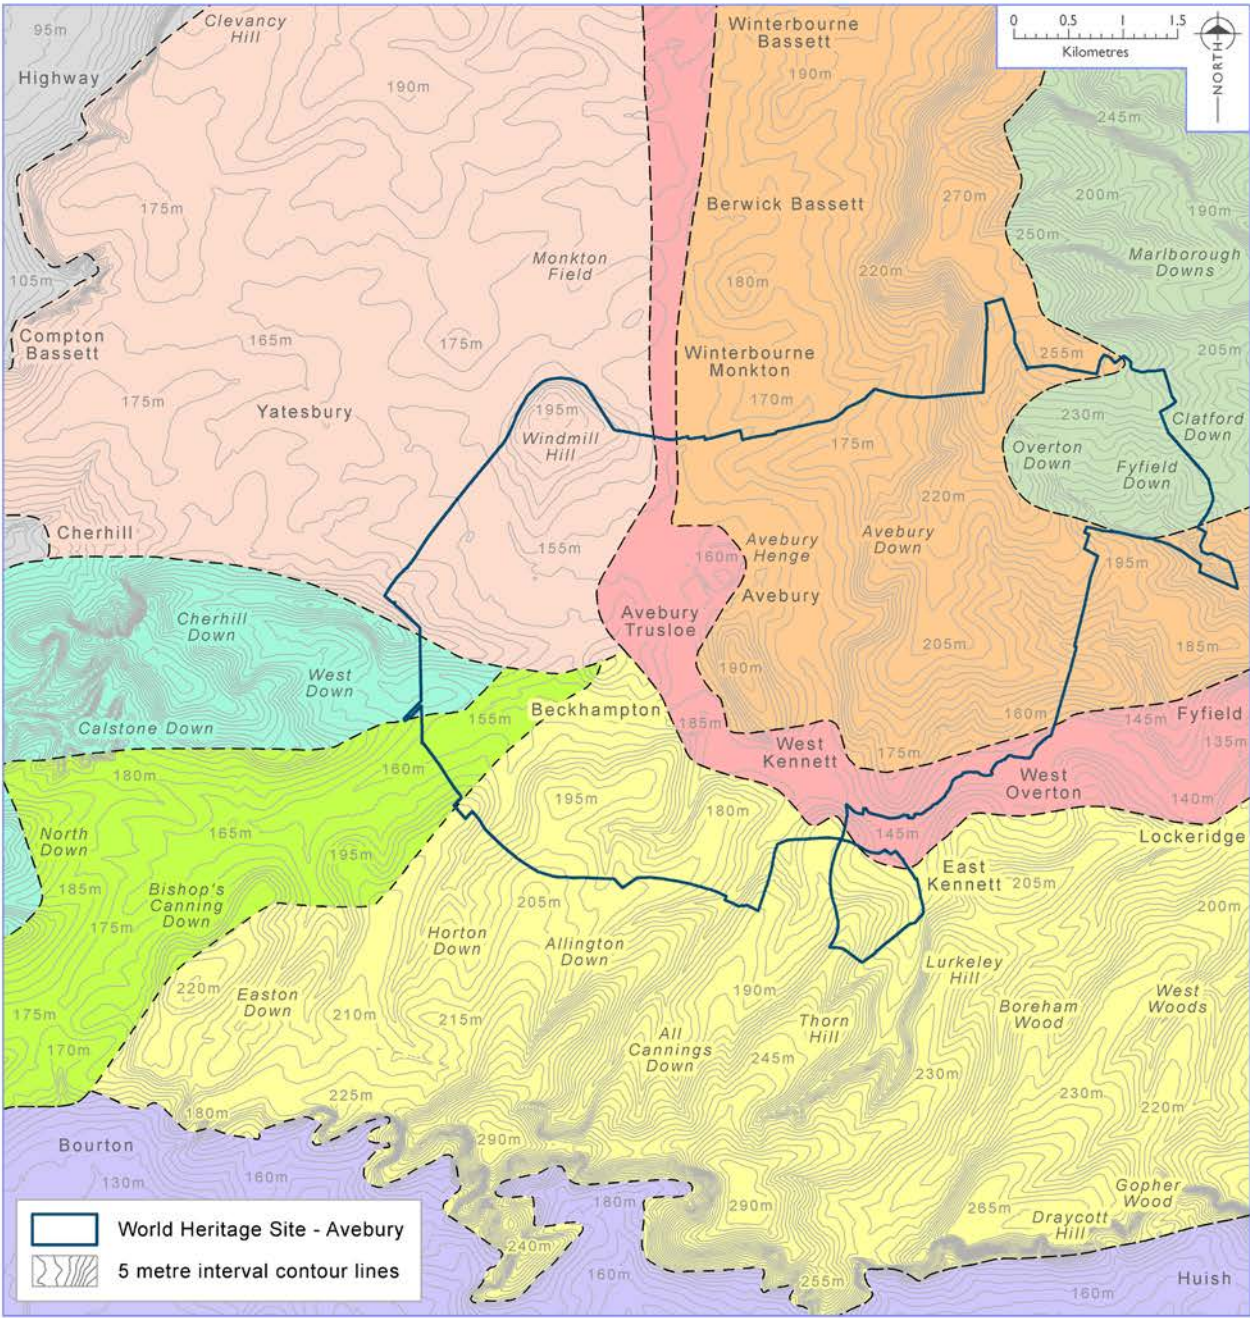 Clevancy
Hill
95m
Winterbourne
Bassett
0 0.5 1 1.5
Kilometres
NORTH
Highway
190m
190m
245m
175m
Berwick Bassett
270m
200m
190m
250m
Monkton
Field
Marlborough
Downs
105m
180m
220m
Compton
Bassett
165m
175m
Winterbourne
Monkton
255m
205m
175m
Yatesbury
195m
Windmill
Hill
170m
175m
230m
Overton
Down
Clatford
Down
Fyfield
Down
220m
Cherhill
155m
160m
Avebury
Henge
Avebury
Down
195m
Avebury
Cherhill
Down
Avebury
Trusloe
205m
185m
West
Down
190m
Calstone Down
155m
Beckhampton
185m
160m
145m
Fyfield
180m
160m
West
Kennett
175m
135m
West
Overton
195m
180m
140m
North
Down
165m
145m
Lockeridge
195m
185m
Bishop's
Canning
Down
175m
East
Kennett
205m
205m
200m
Horton
Down
Allington
Down
Lurkeley
Hill
220m
Easton
Down
190m
West
Woods
175m
210m
215m
Thorn
Hill
Boreham
Wood
170m
All
Cannings
Down
245m
230m
225m
230m
220m
180m
Bourton
290m
130m
160m
180m
290m
265m
Gopher
Wood
Draycott
Hill
World Heritage Site - Avebury
240m
5 metre interval contour lines
160m
255m
160m
Huish